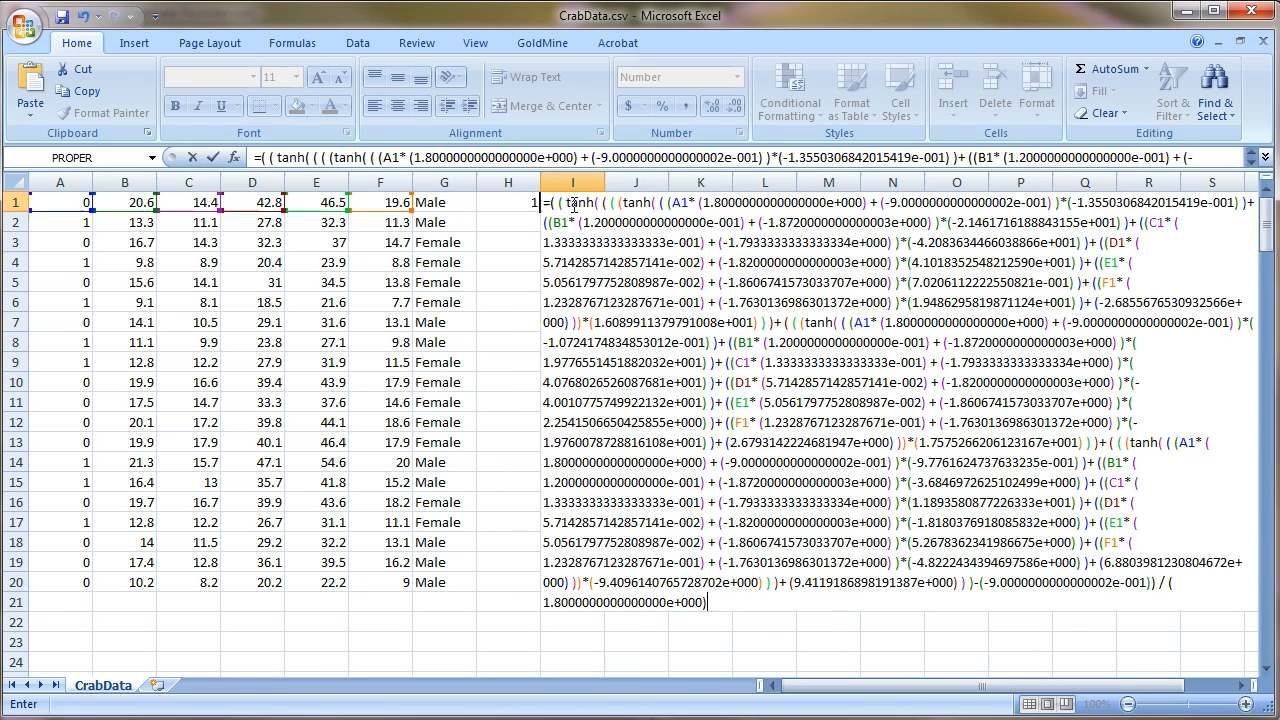 CrabData.csv - Microsoft Excel
Home Insert Page Layout Formulas Data Review View GoldMine Acrobat
Cut
Copy
Format Painter
Paste
Clipboard
11
B I U
Font
Wrap Text
Merge & Center
Alignment
Number
$ % ,
Number
Conditional Formatting
Format as Table
Cell Styles
Styles
Insert Delete Format
Cells
Σ AutoSum
Fill
Clear
Sort & Filter
Find & Select
Editing
PROPER fx =( ( tanh( ( ( (tanh( ( ( (A1* (1.8000000000000000e+000) + (-9.0000000000000002e-001) )*(-1.3550306842015419e-001) )+ ((B1* (1.2000000000000000e-001) + (-
A B C D E F G H I J K L M N O P Q R S
1 0 20.6 14.4 42.8 46.5 19.6 Male 1 =( ( tanh( ( ( (tanh( ( ( (A1* (1.8000000000000000e+000) + (-9.0000000000000002e-001) )*(-1.3550306842015419e-001) )+
2 1 13.3 11.1 27.8 32.3 11.3 Male ((B1* (1.2000000000000000e-001) + (-1.8720000000000003e+000) )*(-2.1461716188843155e+001) )+ ((C1* (
3 0 16.7 14.3 32.3 37 14.7 Female 1.3333333333333333e-001) + (-1.7933333333333334e+000) )*(-4.2083634466038866e+001) )+ ((D1* (
4 1 9.8 8.9 20.4 23.9 8.8 Female 5.7142857142857141e-002) + (-1.8200000000000003e+000) )*(4.1018352548212590e+001) )+ ((E1* (
5 0 15.6 14.1 31 34.5 13.8 Female 5.0561797752808987e-002) + (-1.8606741573033707e+000) )*(7.0206112222550821e-001) )+ ((F1* (
6 1 9.1 8.1 18.5 21.6 7.7 Female 1.2328767123287671e-001) + (-1.7630136986301372e+000) )*(1.9486295819871124e+001) )+ (-2.6855676530932566e+
7 0 14.1 10.5 29.1 31.6 13.1 Male 000) ))*(1.6089911379791008e+001) ) )+ ( ( (tanh( ( ( (A1* (1.8000000000000000e+000) + (-9.0000000000000002e-001) )*(
8 1 11.1 9.9 23.8 27.1 9.8 Male -1.0724174834853012e-001) )+ ((B1* (1.2000000000000000e-001) + (-1.8720000000000003e+000) )*(
9 1 12.8 12.2 27.9 31.9 11.5 Female 1.9776551451882032e+001) )+ ((C1* (1.3333333333333333e-001) + (-1.7933333333333334e+000) )*(
10 0 19.9 16.6 39.4 43.9 17.9 Female 4.0768026526087681e+001) )+ ((D1* (5.7142857142857141e-002) + (-1.8200000000000003e+000) )*(-
11 0 17.5 14.7 33.3 37.6 14.6 Female 4.0010775749922132e+001) )+ ((E1* (5.0561797752808987e-002) + (-1.8606741573033707e+000) )*(
12 0 20.1 17.2 39.8 44.1 18.6 Female 2.2541506650425855e+000) )+ ((F1* (1.2328767123287671e-001) + (-1.7630136986301372e+000) )*(-
13 0 19.9 17.9 40.1 46.4 17.9 Female 1.9760078728816108e+001) )+ (2.6793142224681947e+000) ))*(1.7575266206123167e+001) ) )+ ( ( (tanh( ( ( (A1* (
14 1 21.3 15.7 47.1 54.6 20 Male 1.8000000000000000e+000) + (-9.0000000000000002e-001) )*(-9.7761624737633235e-001) )+ ((B1* (
15 1 16.4 13 35.7 41.8 15.2 Male 1.2000000000000000e-001) + (-1.8720000000000003e+000) )*(-3.6846972625102499e+000) )+ ((C1* (
16 0 19.7 16.7 39.9 43.6 18.2 Female 1.3333333333333333e-001) + (-1.7933333333333334e+000) )*(1.1893580877226333e+001) )+ ((D1* (
17 1 12.8 12.2 26.7 31.1 11.1 Female 5.7142857142857141e-002) + (-1.8200000000000003e+000) )*(-1.8180376918085832e+000) )+ ((E1* (
18 0 14 11.5 29.2 32.2 13.1 Female 5.0561797752808987e-002) + (-1.8606741573033707e+000) )*(5.2678362341986675e+000) )+ ((F1* (
19 0 17.4 12.8 36.1 39.5 16.2 Male 1.2328767123287671e-001) + (-1.7630136986301372e+000) )*(-4.8222434394697586e+000) )+ (6.8803981230804672e+
20 0 10.2 8.2 20.2 22.2 9 Male 000) ))*(-9.4096140765728702e+000) ) )+ (9.4119186898191387e+000) ) )-(-9.0000000000000002e-001)) / (
21 1.8000000000000000e+000)
22
23
24
CrabData
Enter 100%